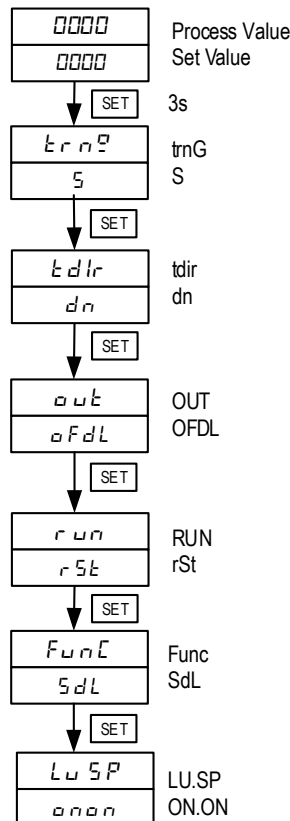 0000 Process Value
0000 Set Value
SET 3s
trnG trnG
S S
SET
tdIr tdir
dn dn
SET
out OUT
oFdL OFDL
SET
run RUN
rSt rSt
SET
FunC Func
SdL SdL
SET
LuSP LU.SP
onon ON.ON